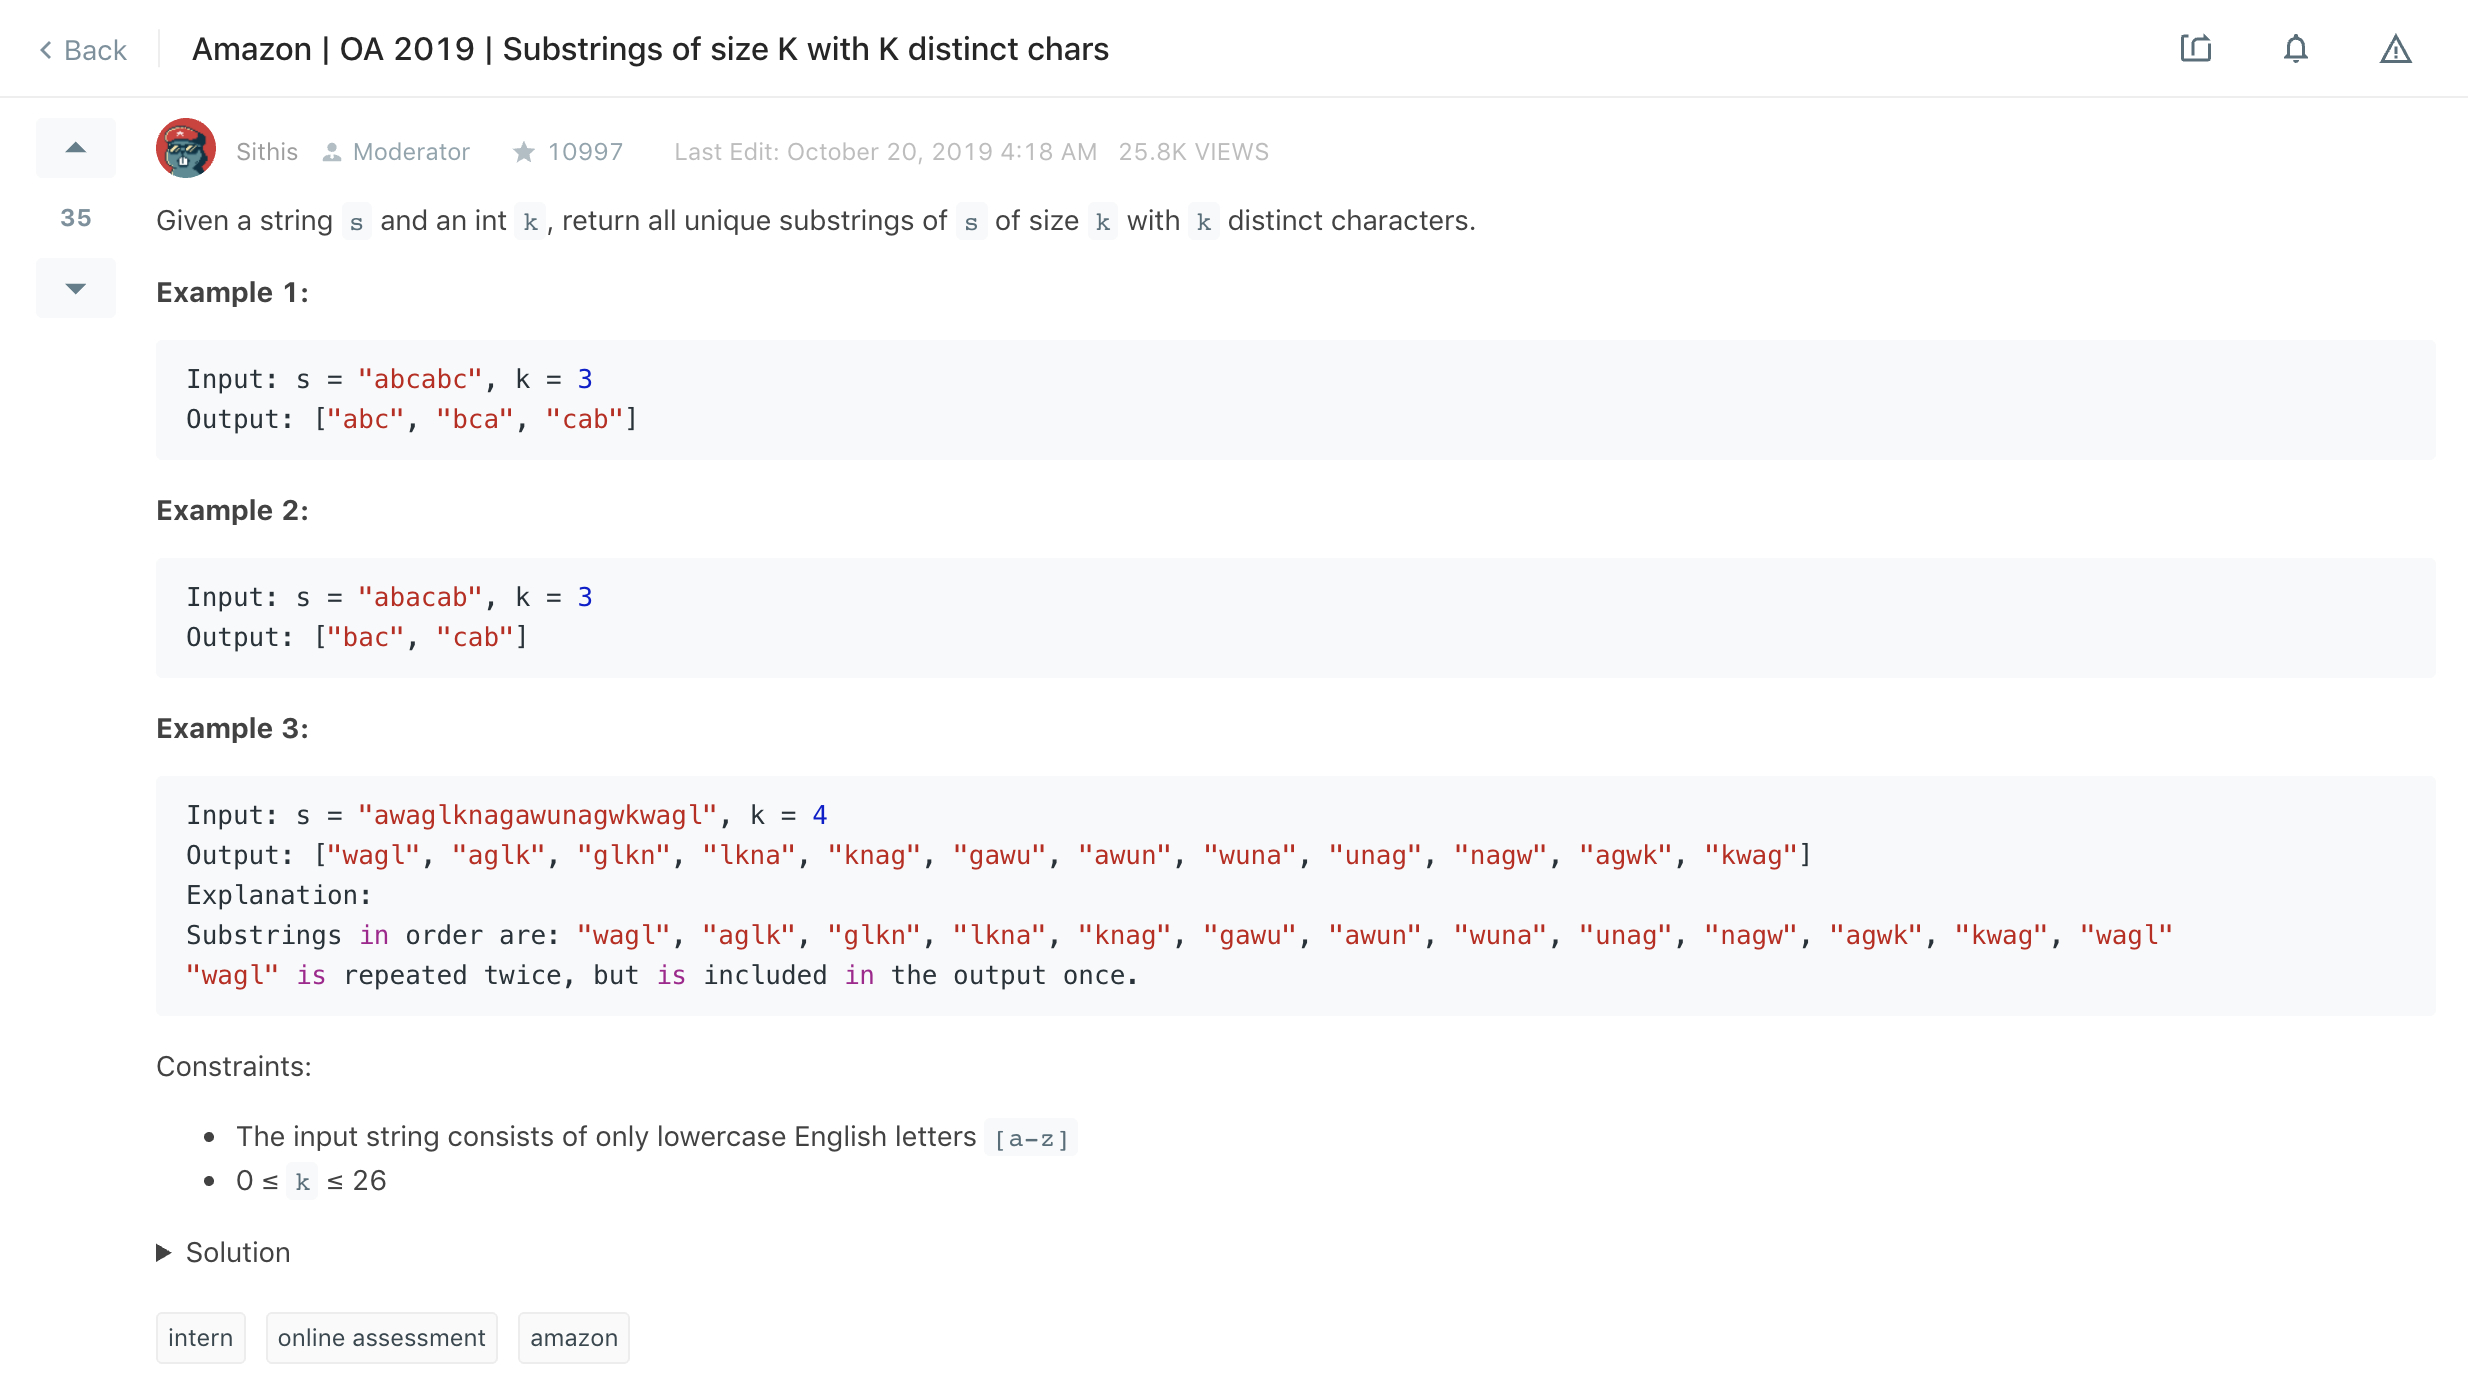 Back
Amazon | OA 2019 | Substrings of size K with K distinct chars
Sithis Moderator 10997 Last Edit: October 20, 2019 4:18 AM 25.8K VIEWS
35
Given a string s and an int k, return all unique substrings of s of size k with k distinct characters.
Example 1:
Input: s = "abcabc", k = 3
Output: ["abc", "bca", "cab"]
Example 2:
Input: s = "abacab", k = 3
Output: ["bac", "cab"]
Example 3:
Input: s = "awaglknagawunagwkwagl", k = 4
Output: ["wagl", "aglk", "glkn", "lkna", "knag", "gawu", "awun", "wuna", "unag", "nagw", "agwk", "kwag"]
Explanation:
Substrings in order are: "wagl", "aglk", "glkn", "lkna", "knag", "gawu", "awun", "wuna", "unag", "nagw", "agwk", "kwag", "wagl"
"wagl" is repeated twice, but is included in the output once.
Constraints:
• The input string consists of only lowercase English letters [a-z]
• 0 ≤ k ≤ 26
Solution
intern online assessment amazon